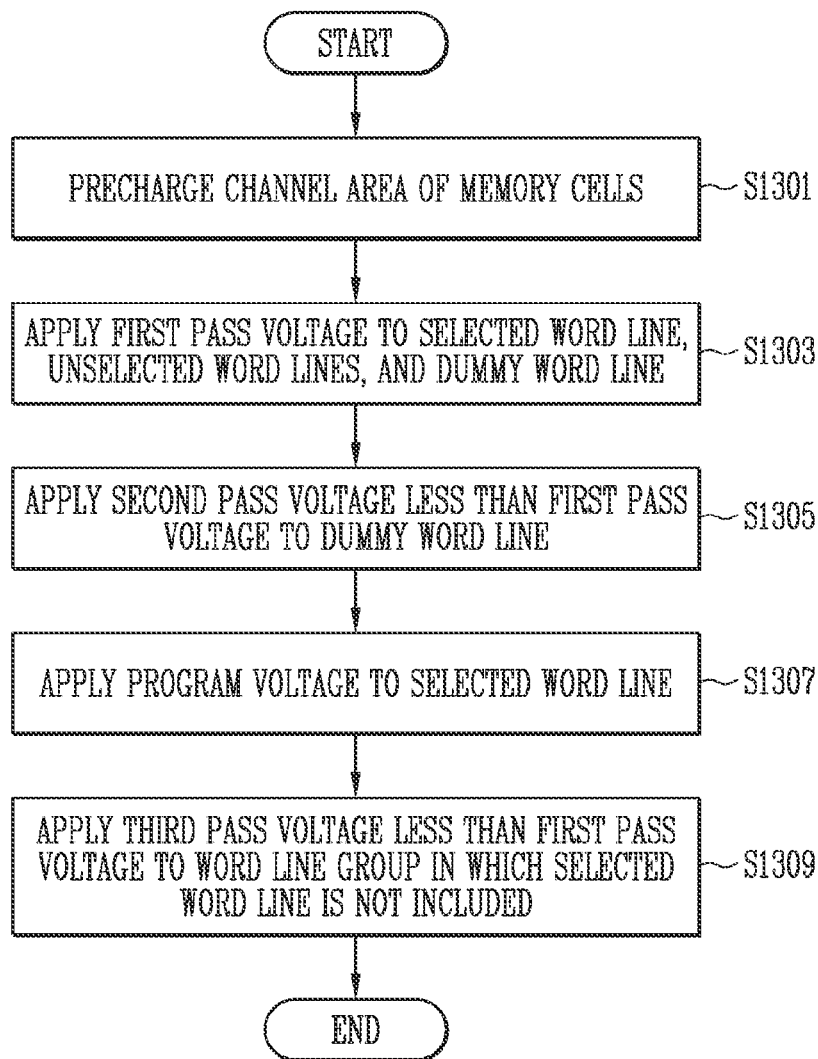 START
PRECHARGE CHANNEL AREA OF MEMORY CELLS
S1301
APPLY FIRST PASS VOLTAGE TO SELECTED WORD LINE,
UNSELECTED WORD LINES, AND DUMMY WORD LINE
S1303
APPLY SECOND PASS VOLTAGE LESS THAN FIRST PASS
VOLTAGE TO DUMMY WORD LINE
S1305
APPLY PROGRAM VOLTAGE TO SELECTED WORD LINE
S1307
APPLY THIRD PASS VOLTAGE LESS THAN FIRST PASS
VOLTAGE TO WORD LINE GROUP IN WHICH SELECTED
WORD LINE IS NOT INCLUDED
S1309
END